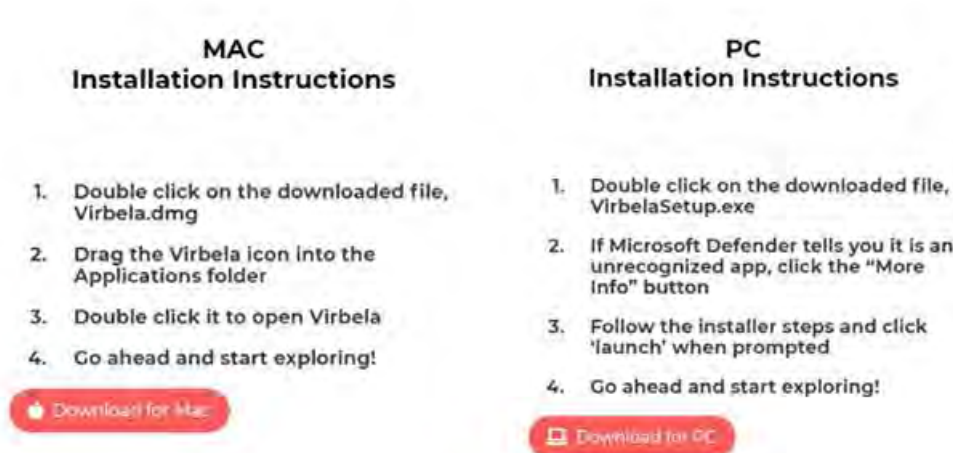 MAC
Installation Instructions
1. Double click on the downloaded file,
Virbela.dmg
2. Drag the Virbela icon into the
Applications folder
3. Double click it to open Virbela
4. Go ahead and start exploring!
Download for Mac
PC
Installation Instructions
1. Double click on the downloaded file,
VirbelaSetup.exe
2. If Microsoft Defender tells you it is an
unrecognized app, click the “More
Info” button
3. Follow the installer steps and click
‘launch’ when prompted
4. Go ahead and start exploring!
Download for PC